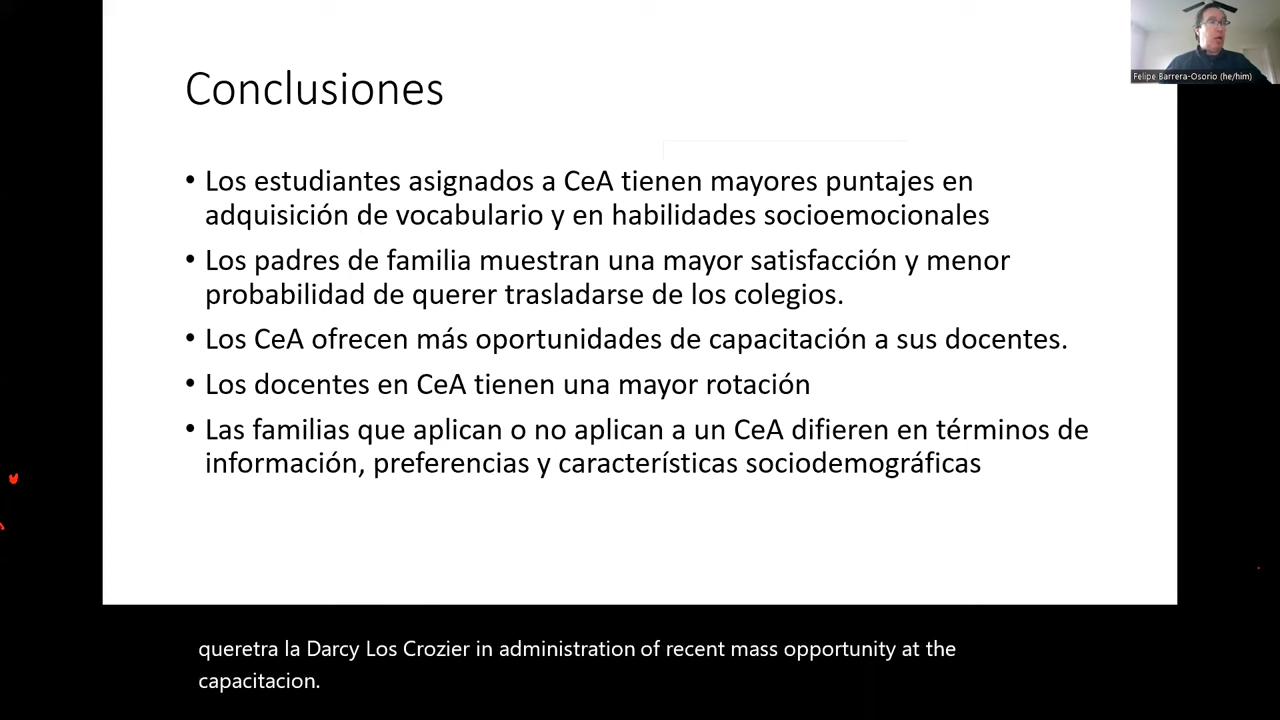 Felipe Barrera-Osorio (he/him)
Conclusiones
• Los estudiantes asignados a CeA tienen mayores puntajes en
adquisición de vocabulario y en habilidades socioemocionales
• Los padres de familia muestran una mayor satisfacción y menor
probabilidad de querer trasladarse de los colegios.
• Los CeA ofrecen más oportunidades de capacitación a sus docentes.
• Los docentes en CeA tienen una mayor rotación
• Las familias que aplican o no aplican a un CeA difieren en términos de
información, preferencias y características sociodemográficas
queretra la Darcy Los Crozier in administration of recent mass opportunity at the
capacitacion.